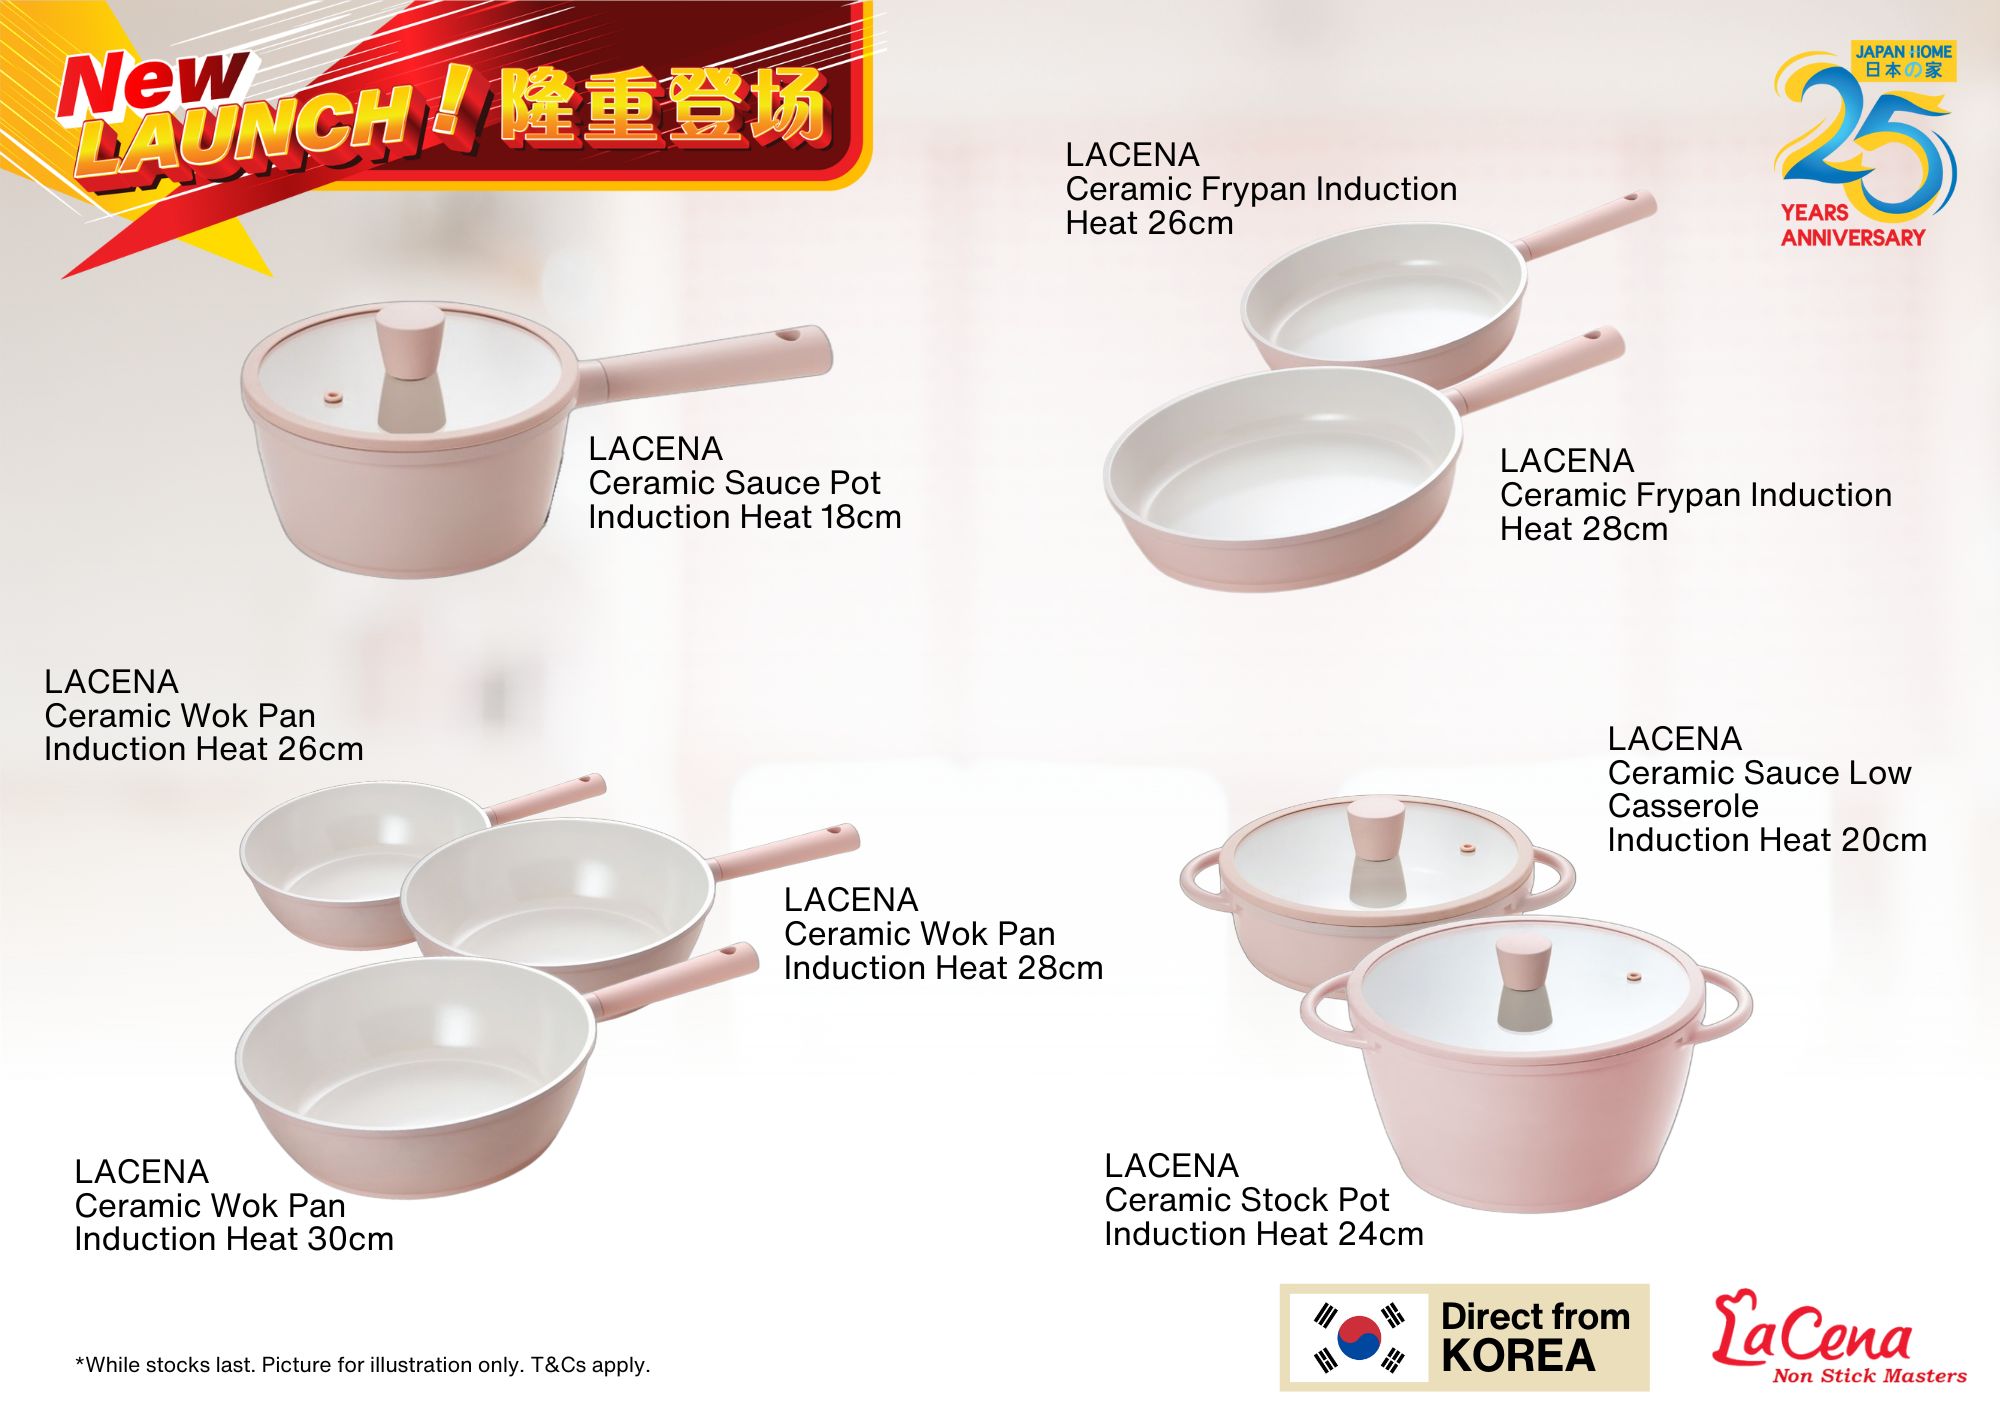 New
LAUNCH! 隆重登场
JAPAN HOME
日本の家
25
YEARS
ANNIVERSARY
LACENA
Ceramic Frypan Induction
Heat 26cm
LACENA
Ceramic Sauce Pot
Induction Heat 18cm
LACENA
Ceramic Frypan Induction
Heat 28cm
LACENA
Ceramic Wok Pan
Induction Heat 26cm
LACENA
Ceramic Sauce Low
Casserole
Induction Heat 20cm
LACENA
Ceramic Wok Pan
Induction Heat 28cm
LACENA
Ceramic Wok Pan
Induction Heat 30cm
LACENA
Ceramic Stock Pot
Induction Heat 24cm
Direct from
KOREA
LaCena
Non Stick Masters
*While stocks last. Picture for illustration only. T&Cs apply.